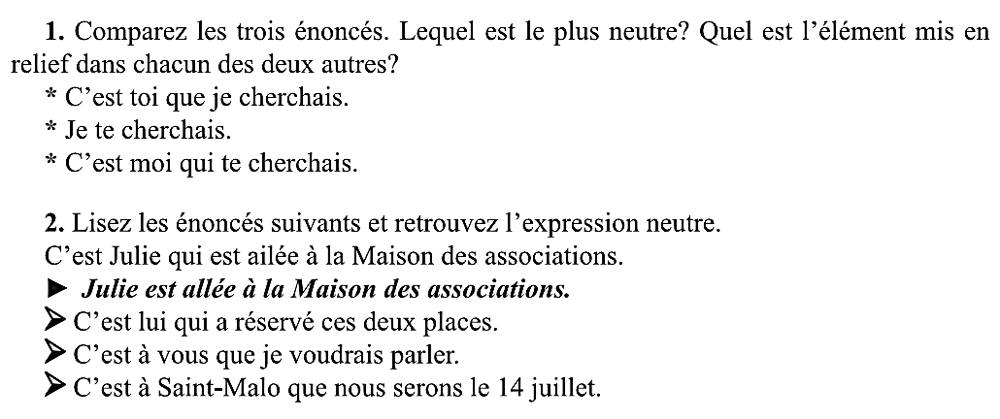 1. Comparez les trois énoncés. Lequel est le plus neutre? Quel est l’élément mis en
relief dans chacun des deux autres?
* C’est toi que je cherchais.
* Je te cherchais.
* C’est moi qui te cherchais.
2. Lisez les énoncés suivants et retrouvez l’expression neutre.
C’est Julie qui est ailée à la Maison des associations.
► Julie est allée à la Maison des associations.
➢ C’est lui qui a réservé ces deux places.
➢ C’est à vous que je voudrais parler.
➢ C’est à Saint-Malo que nous serons le 14 juillet.